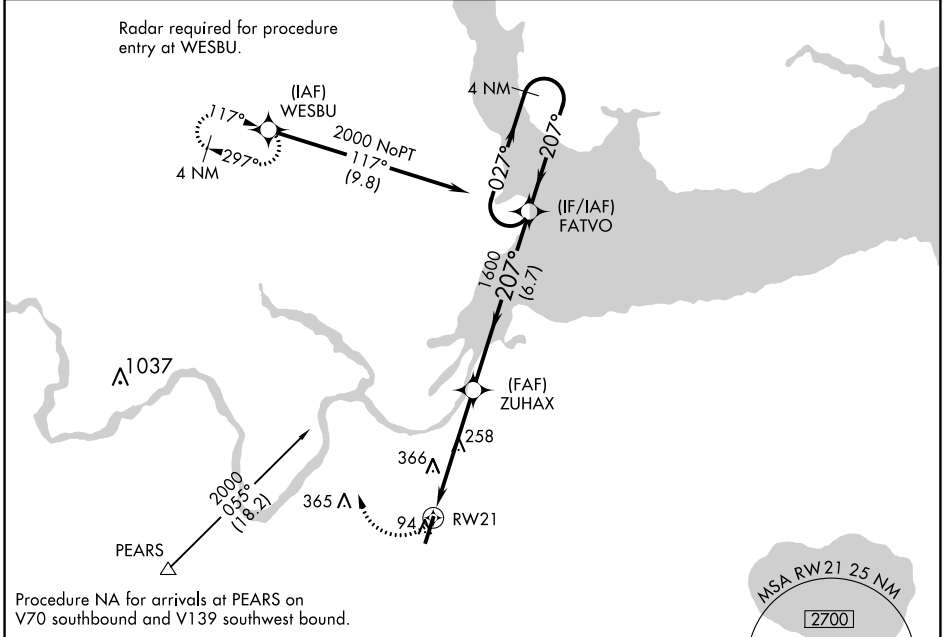 Radar required for procedure
entry at WESBU.
(IAF)
WESBU
117°
297°
4 NM
2000 NoPT
117°
(9.8)
4 NM
027°
207°
(IF/IAF)
FATVO
1600
207°
(6.7)
1037
(FAF)
ZUHAX
258
366
365
94
RW21
2000
055°
(18.2)
PEARS
Procedure NA for arrivals at PEARS on
V70 southbound and V139 southwest bound.
MSA RW21 25 NM
2700